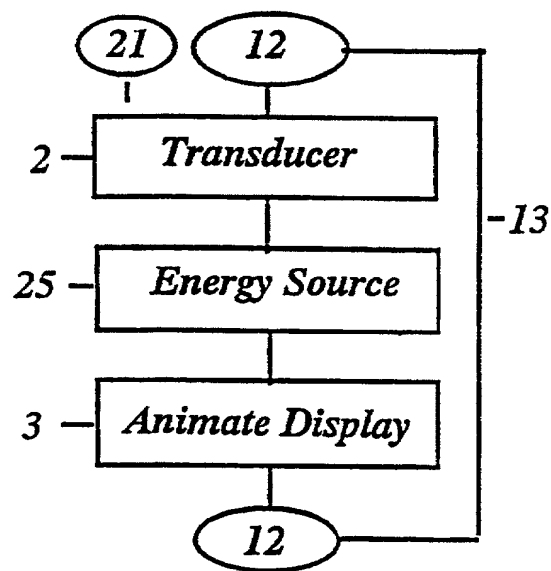 21 12
2 Transducer
13
25 Energy Source
3 Animate Display
12